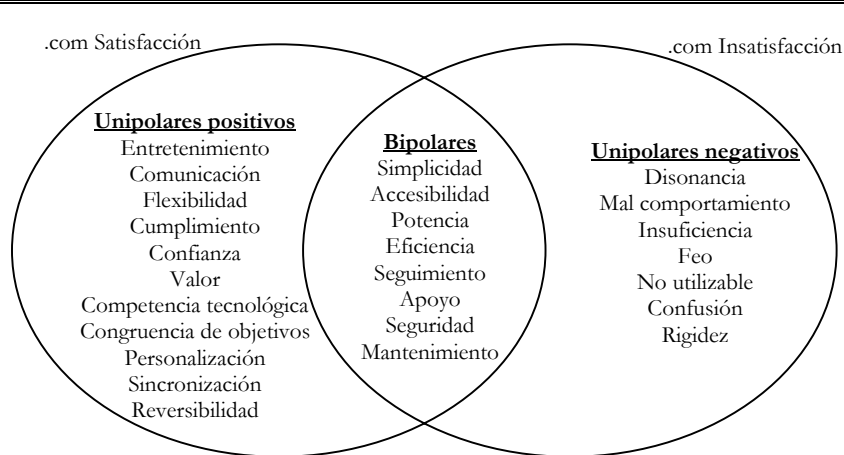 .com Satisfacción
.com Insatisfacción
Unipolares positivos
Entretenimiento
Comunicación
Flexibilidad
Cumplimiento
Confianza
Valor
Competencia tecnológica
Congruencia de objetivos
Personalización
Sincronización
Reversibilidad
Bipolares
Simplicidad
Accesibilidad
Potencia
Eficiencia
Seguimiento
Apoyo
Seguridad
Mantenimiento
Unipolares negativos
Disonancia
Mal comportamiento
Insuficiencia
Feo
No utilizable
Confusión
Rigidez